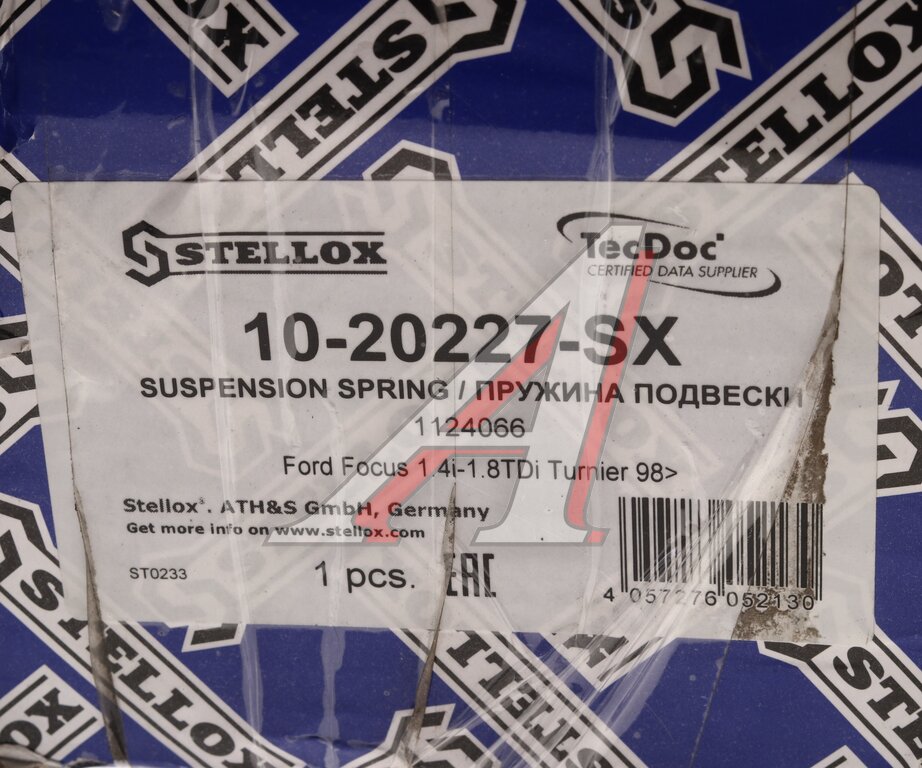 STELLOX
TecDoc
CERTIFIED DATA SUPPLIER
10-20227-SX
SUSPENSION SPRING / ПРУЖИНА ПОДВЕСКИ
1124066
Ford Focus 1.4i-1.8TDi Turnier 98>
Stellox®. ATH&S GmbH, Germany
Get more info on www.stellox.com
ST0233
1 pcs.
EAC
4 057276 052130